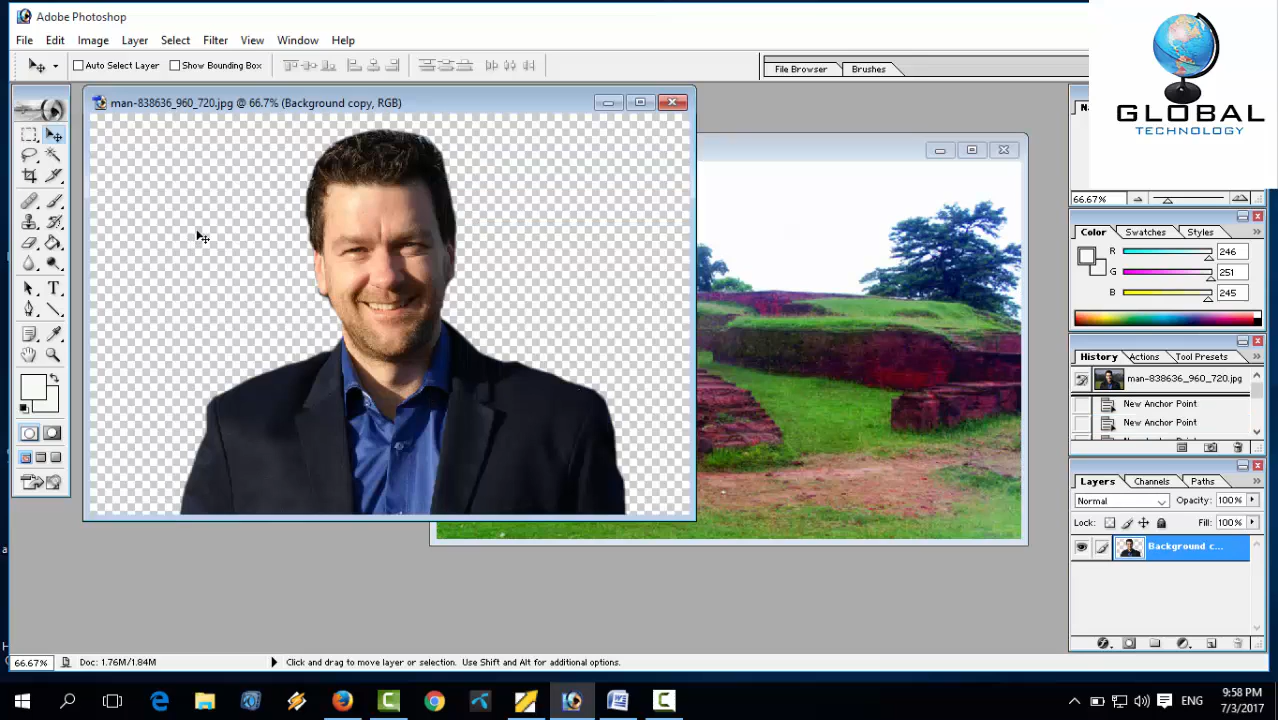 Adobe Photoshop
File Edit Image Layer Select Filter View Window Help
Auto Select Layer Show Bounding Box
File Browser Brushes
GLOBAL
TECHNOLOGY
man-838636_960_720.jpg @ 66.7% (Background copy, RGB)
66.67%
Color Swatches Styles
R 246
G 251
B 245
History Actions Tool Presets
man-838636_960_720.jpg
New Anchor Point
New Anchor Point
Layers Channels Paths
Normal Opacity: 100%
Lock: Fill: 100%
Background c...
66.67% Doc: 1.76M/1.84M Click and drag to move layer or selection. Use Shift and Alt for additional options.
ENG
9:58 PM
7/3/2017